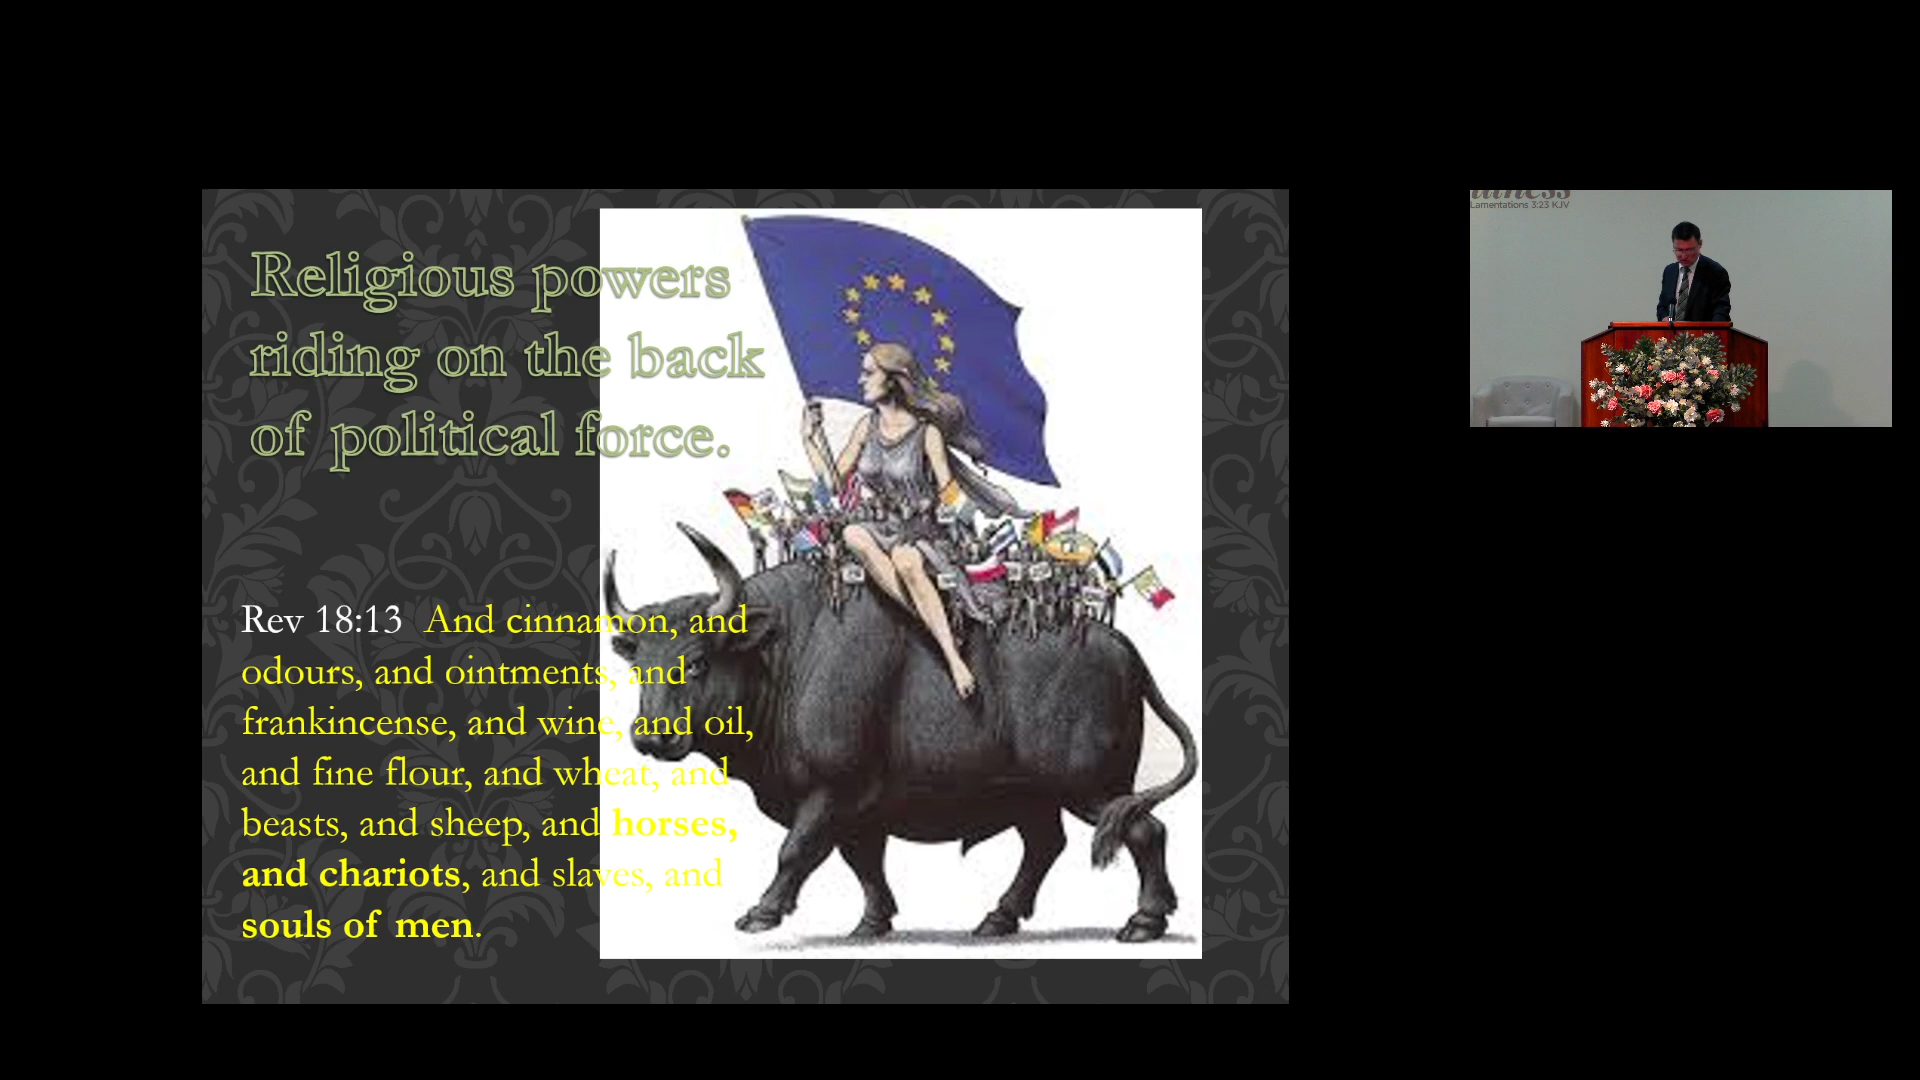 Religious powers
riding on the back
of political force.
Rev 18:13 And cinnamon, and
odours, and ointments, and
frankincense, and wine, and oil,
and fine flour, and wheat, and
beasts, and sheep, and horses,
and chariots, and slaves, and
souls of men.
Lamentations 3:23 KJV